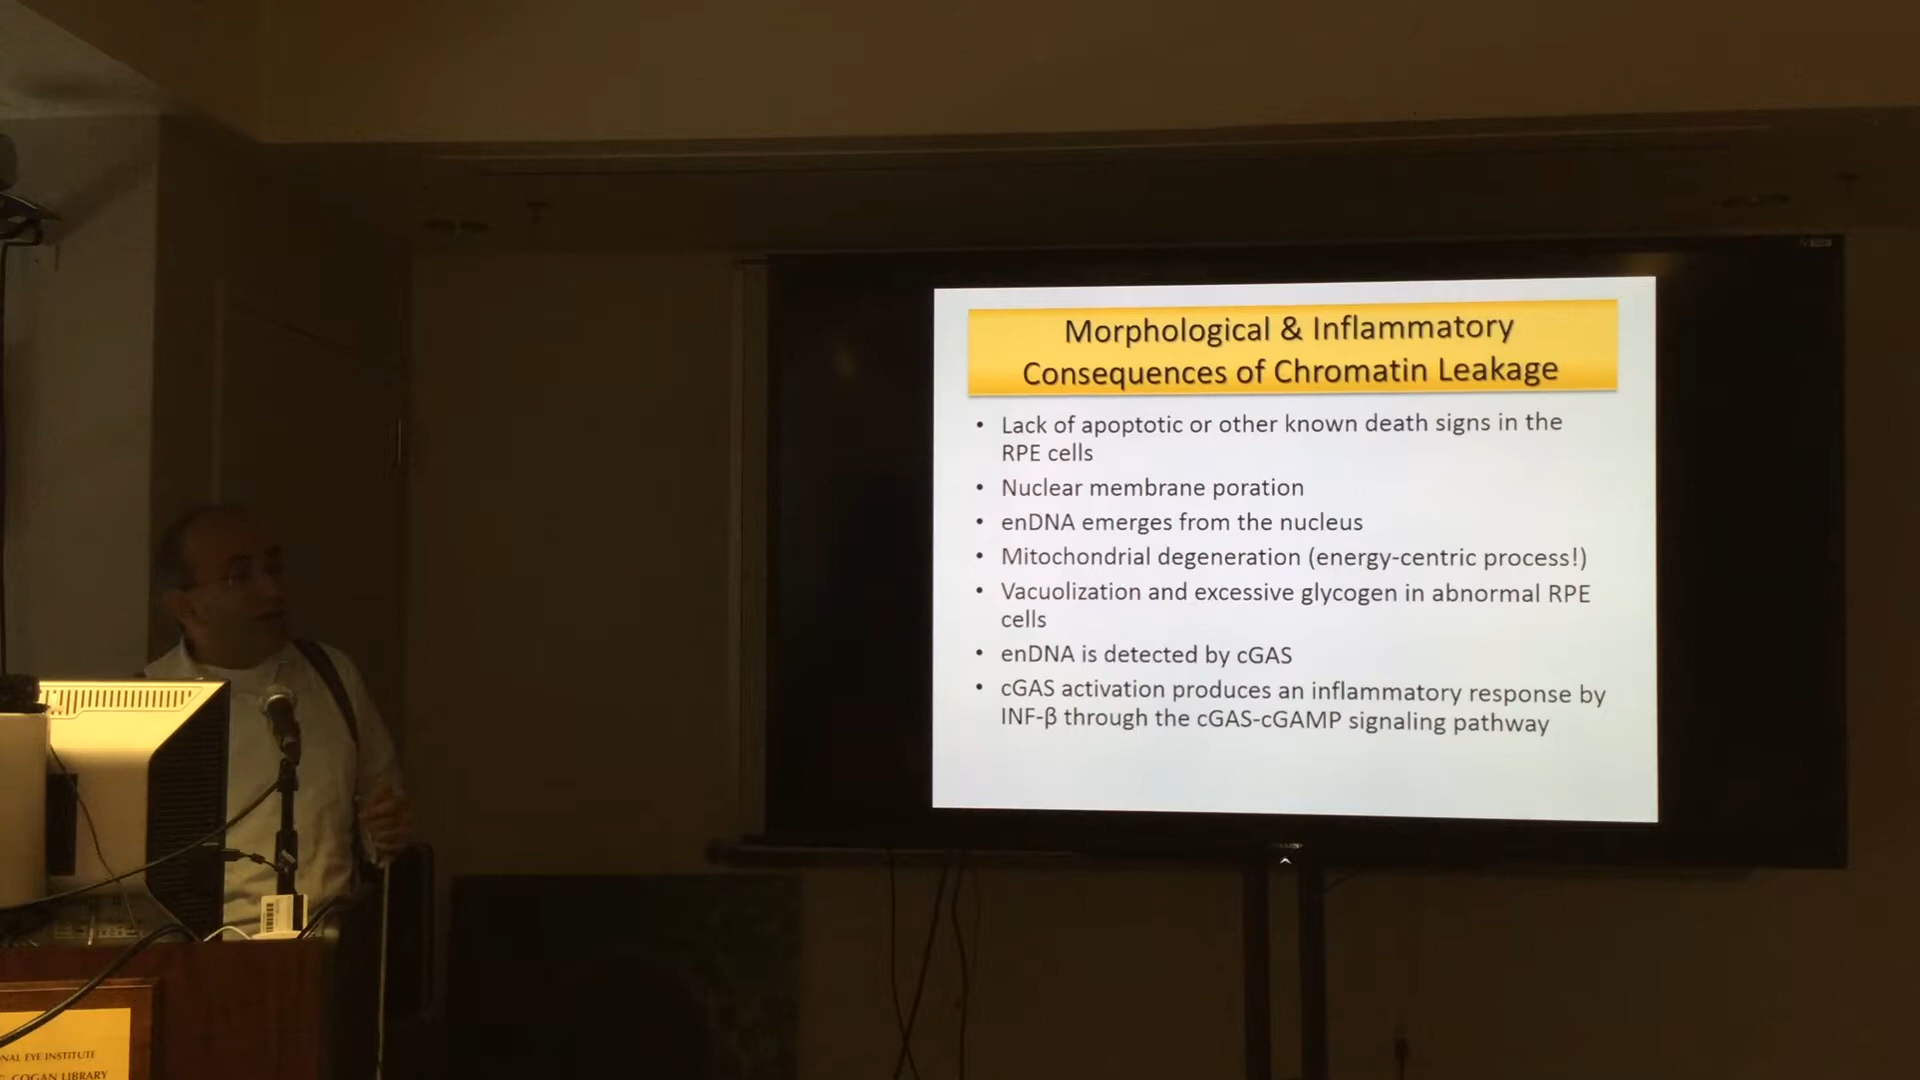 Morphological & Inflammatory
Consequences of Chromatin Leakage
• Lack of apoptotic or other known death signs in the
RPE cells
• Nuclear membrane poration
• enDNA emerges from the nucleus
• Mitochondrial degeneration (energy-centric process!)
• Vacuolization and excessive glycogen in abnormal RPE
cells
• enDNA is detected by cGAS
• cGAS activation produces an inflammatory response by
INF-β through the cGAS-cGAMP signaling pathway
NAL EYE INSTITUTE
COGAN LIBRARY